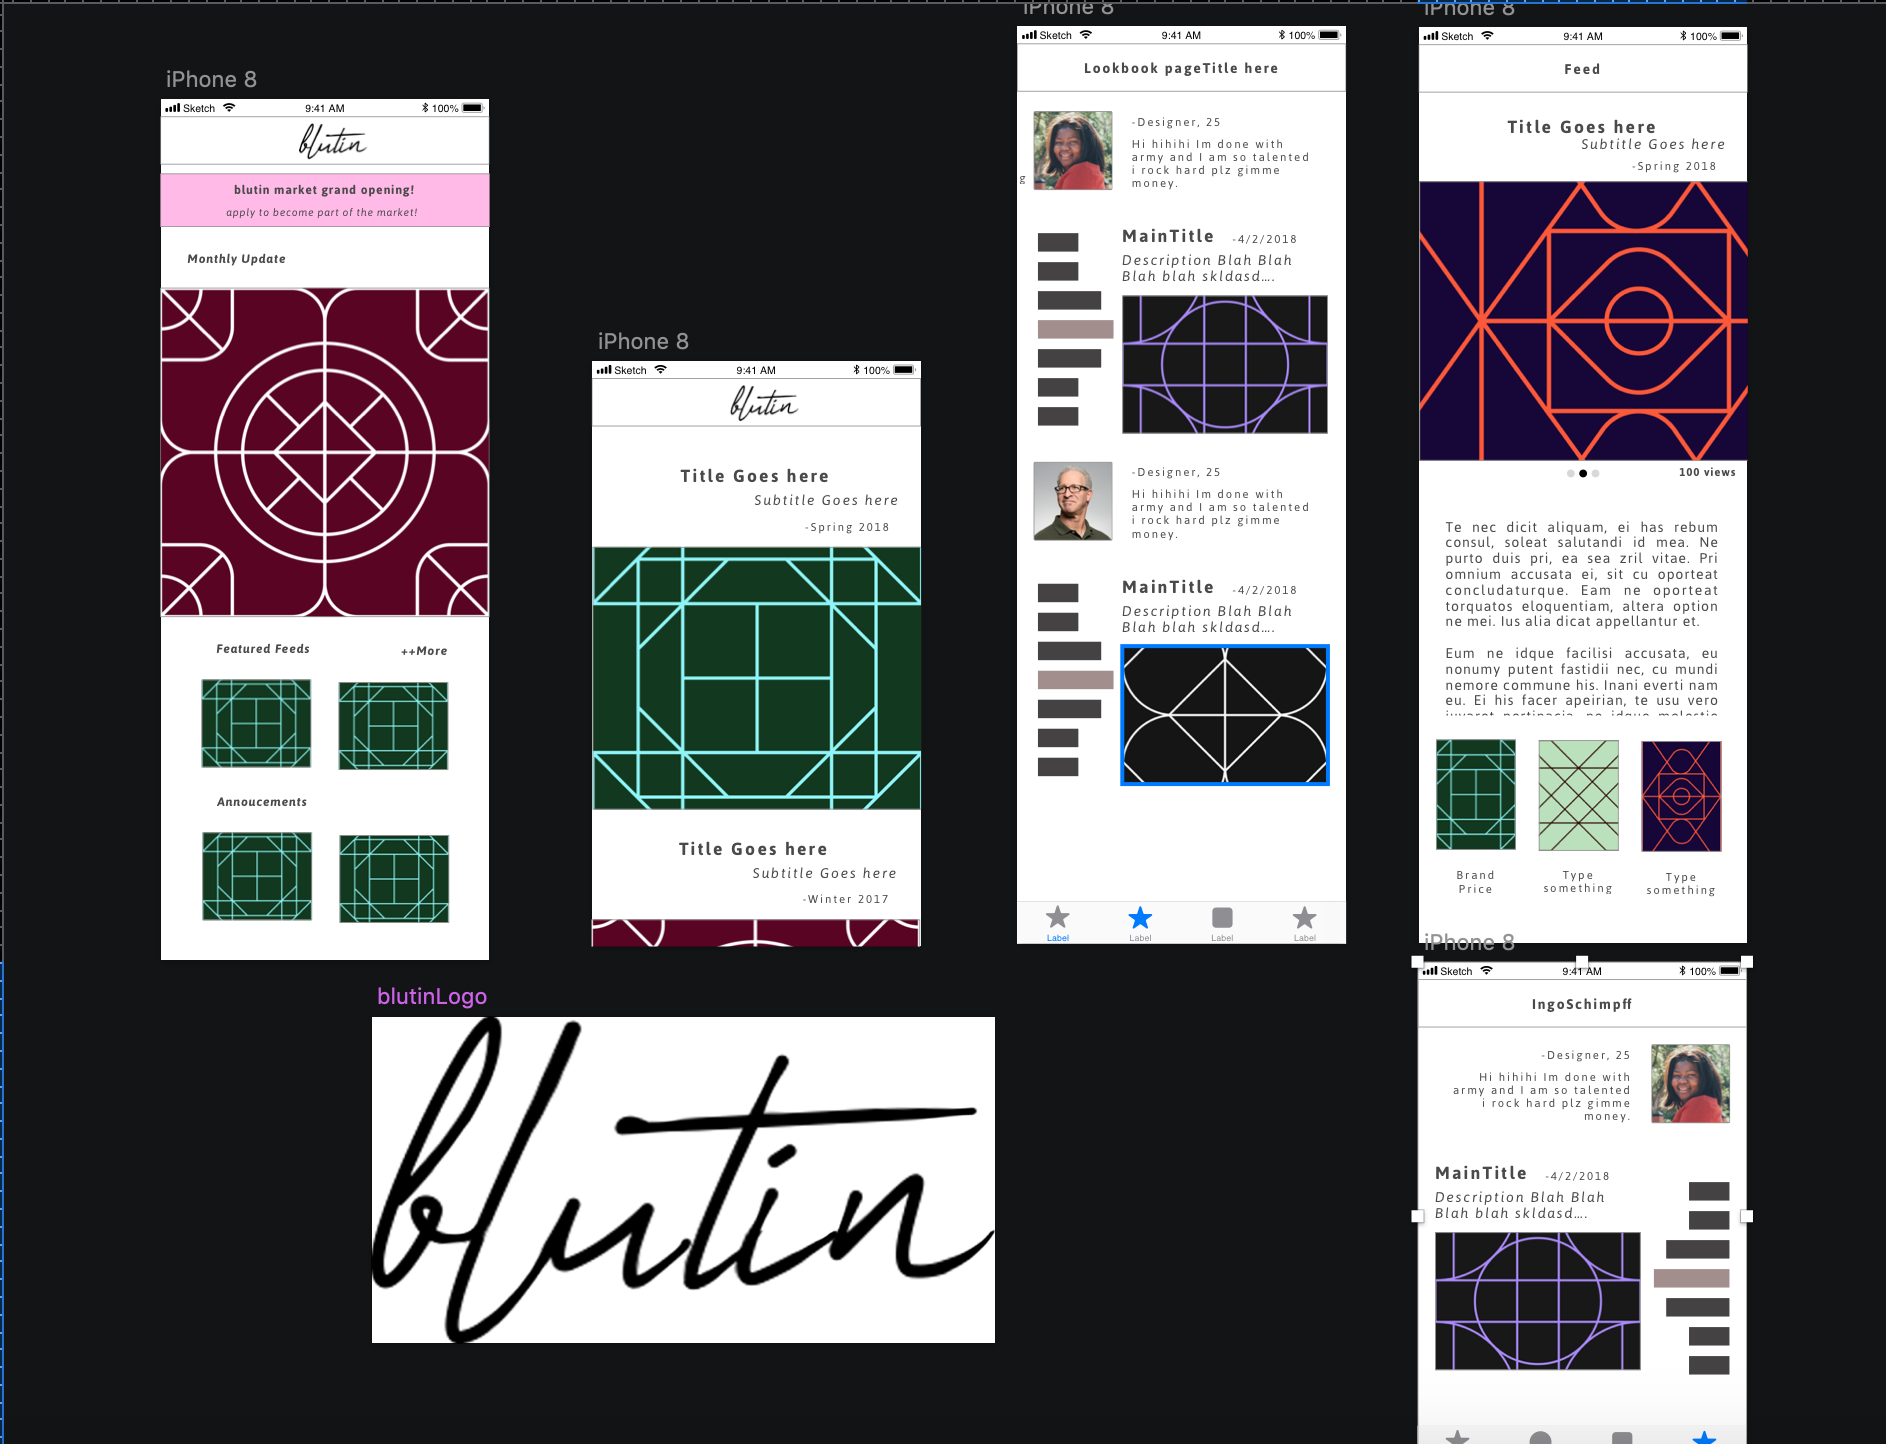 iPhone 8
Sketch 9:41 AM 100%
blutin
blutin market grand opening!
apply to become part of the market!
Monthly Update
Featured Feeds ++More
Annoucements
iPhone 8
Sketch 9:41 AM 100%
blutin
Title Goes here
Subtitle Goes here
-Spring 2018
Title Goes here
Subtitle Goes here
-Winter 2017
blutinLogo
blutin
iPhone 8
Sketch 9:41 AM 100%
Lookbook pageTitle here
-Designer, 25
Hi hihihi Im done with
army and I am so talented
i rock hard plz gimme
money.
g
MainTitle -4/2/2018
Description Blah Blah
Blah blah skldasd....
-Designer, 25
Hi hihihi Im done with
army and I am so talented
i rock hard plz gimme
money.
MainTitle -4/2/2018
Description Blah Blah
Blah blah skldasd....
Label Label Label Label
iPhone 8
Sketch 9:41 AM 100%
Feed
Title Goes here
Subtitle Goes here
-Spring 2018
100 views
Te nec dicit aliquam, ei has rebum
consul, soleat salutandi id mea. Ne
purto duis pri, ea sea zril vitae. Pri
omnium accusata ei, sit cu oporteat
concludaturque. Eam ne oporteat
torquatos eloquentiam, altera option
ne mei. Ius alia dicat appellantur et.
Eum ne idque facilisi accusata, eu
nonumy putent fastidii nec, cu mundi
nemore commune his. Inani everti nam
eu. Ei his facer apeirian, te usu vero
Brand
Price
Type
something
Type
something
iPhone 8
Sketch 9:41 AM 100%
IngoSchimpff
-Designer, 25
Hi hihihi Im done with
army and I am so talented
i rock hard plz gimme
money.
MainTitle -4/2/2018
Description Blah Blah
Blah blah skldasd....